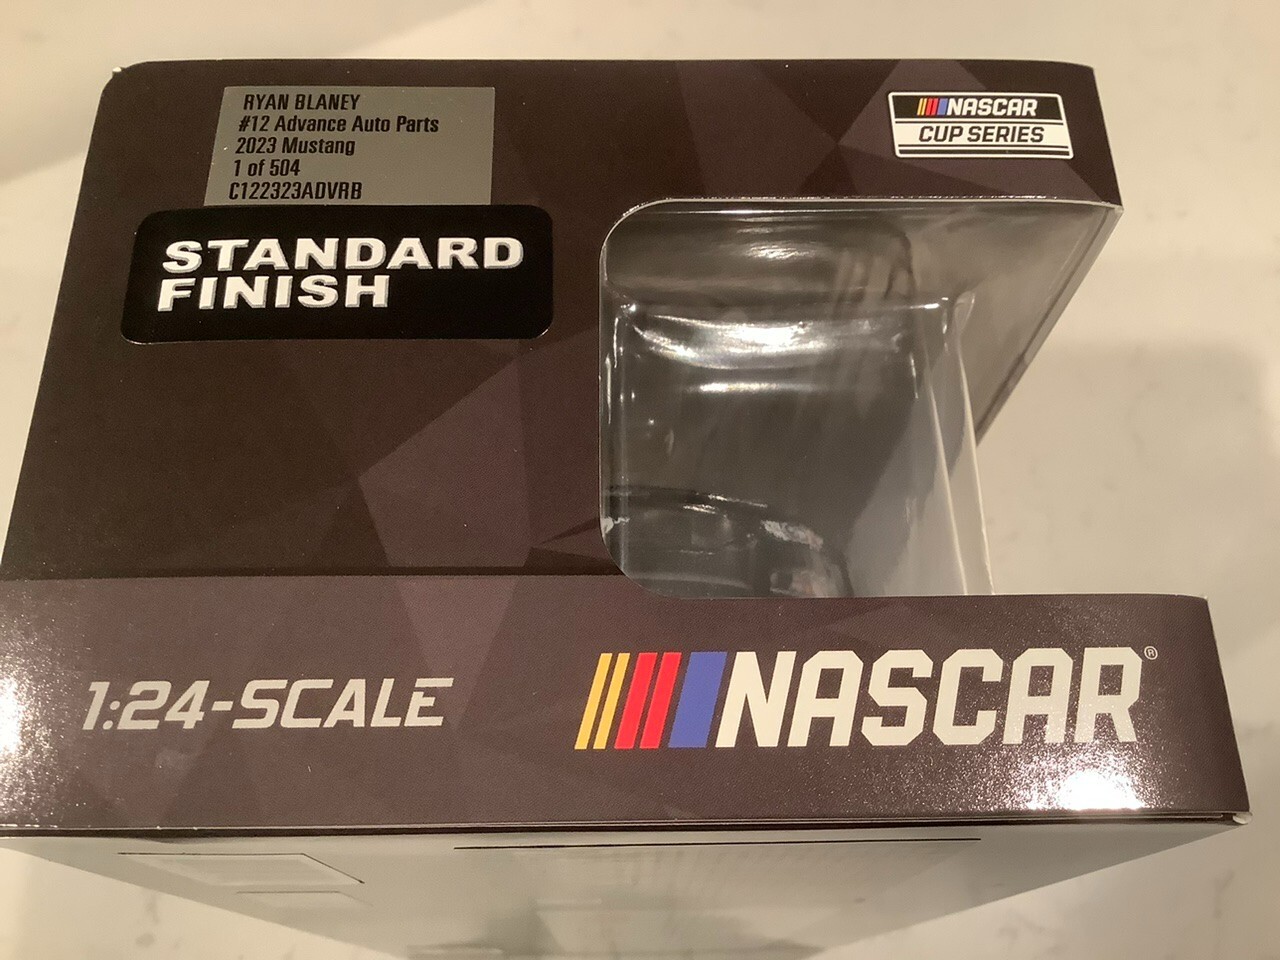 RYAN BLANEY
#12 Advance Auto Parts
2023 Mustang
1 of 504
C122323ADVRB
STANDARD
FINISH
NASCAR
CUP SERIES
1:24-SCALE
NASCAR®